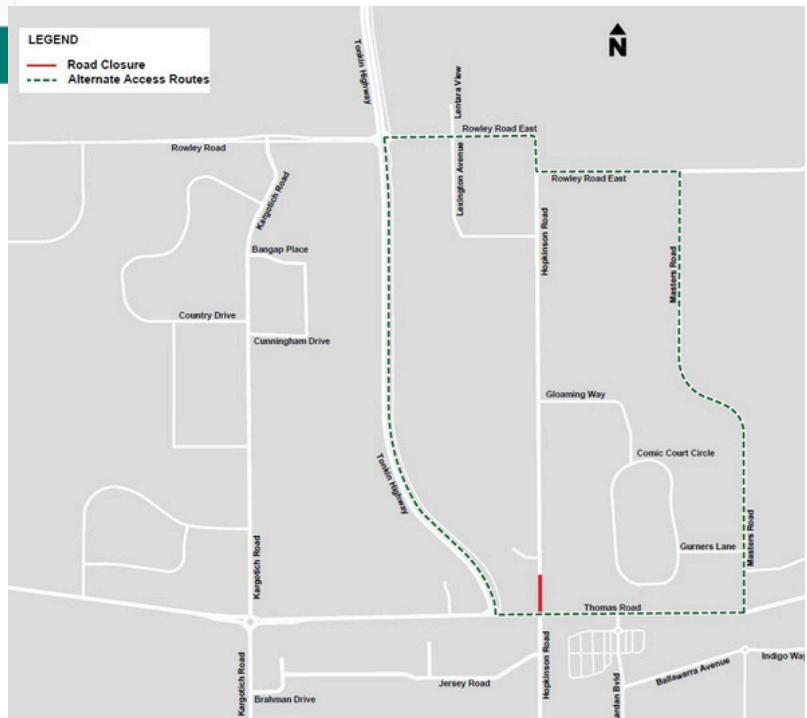 LEGEND
Road Closure
Alternate Access Routes
N
Tonkin Highway
Lentara View
Rowley Road East
Rowley Road
Kargotich Road
Lexington Avenue
Rowley Road East
Hopkinson Road
Masters Road
Bangap Place
Country Drive
Cunningham Drive
Gloaming Way
Comic Court Circle
Tonkin Highway
Gurners Lane
Masters Road
Kargotich Road
Thomas Road
Kargotich Road
Hopkinson Road
Jersey Road
Brahman Drive
ardan Bvld
Ballawarra Avenue
Indigo Way